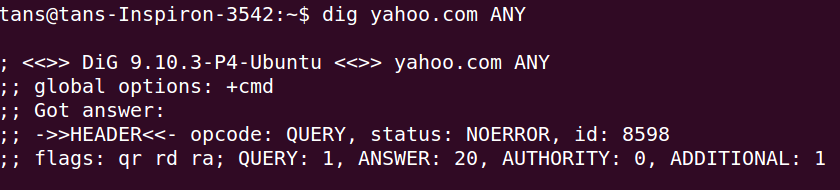 tans@tans-Inspiron-3542:~$ dig yahoo.com ANY
; <<>> DiG 9.10.3-P4-Ubuntu <<>> yahoo.com ANY
;; global options: +cmd
;; Got answer:
;; ->>HEADER<<- opcode: QUERY, status: NOERROR, id: 8598
;; flags: qr rd ra; QUERY: 1, ANSWER: 20, AUTHORITY: 0, ADDITIONAL: 1